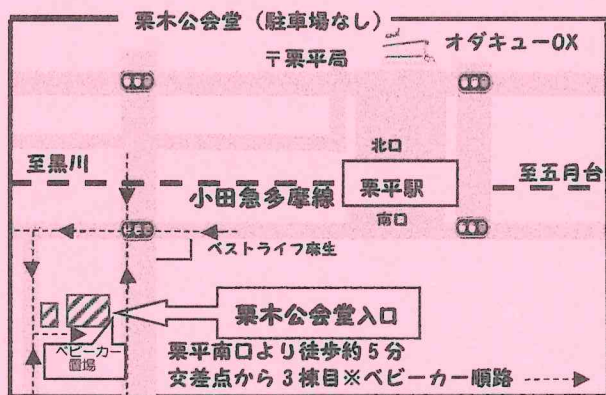 栗木公会堂（駐車場なし）
オダキューOX
〒栗平局
北口
至黒川
栗平駅
至五月台
小田急多摩線
南口
ベストライフ麻生
栗木公会堂入口
ベビーカー
置場
栗平南口より徒歩約5分
交差点から3棟目※ベビーカー順路